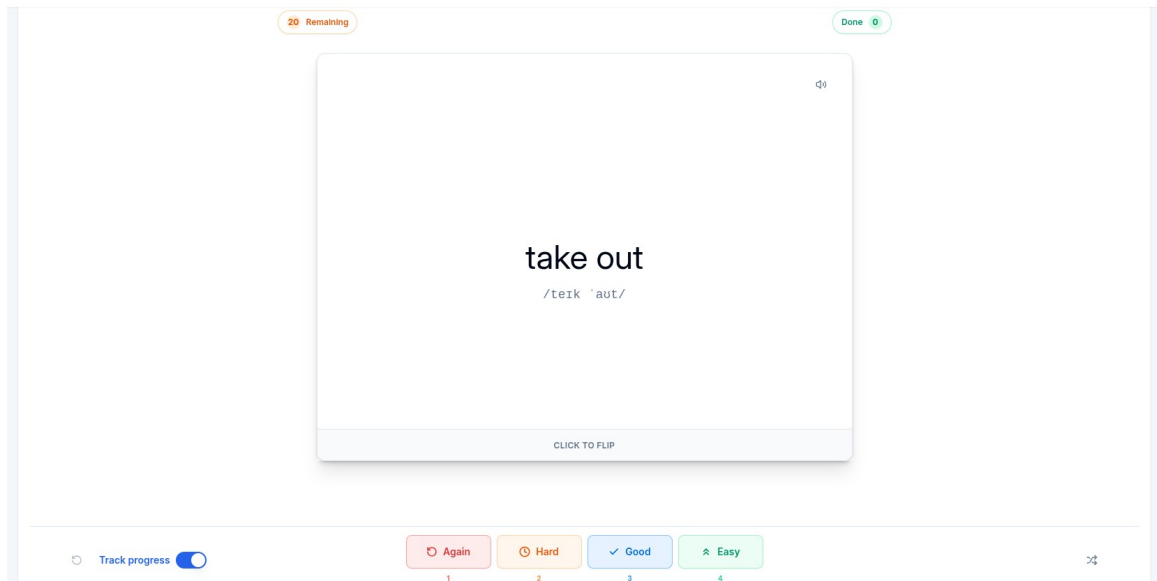 20 Remaining
Done 0
take out
/teɪk ˈaʊt/
CLICK TO FLIP
Track progress
Again
Hard
Good
Easy
1
2
3
4